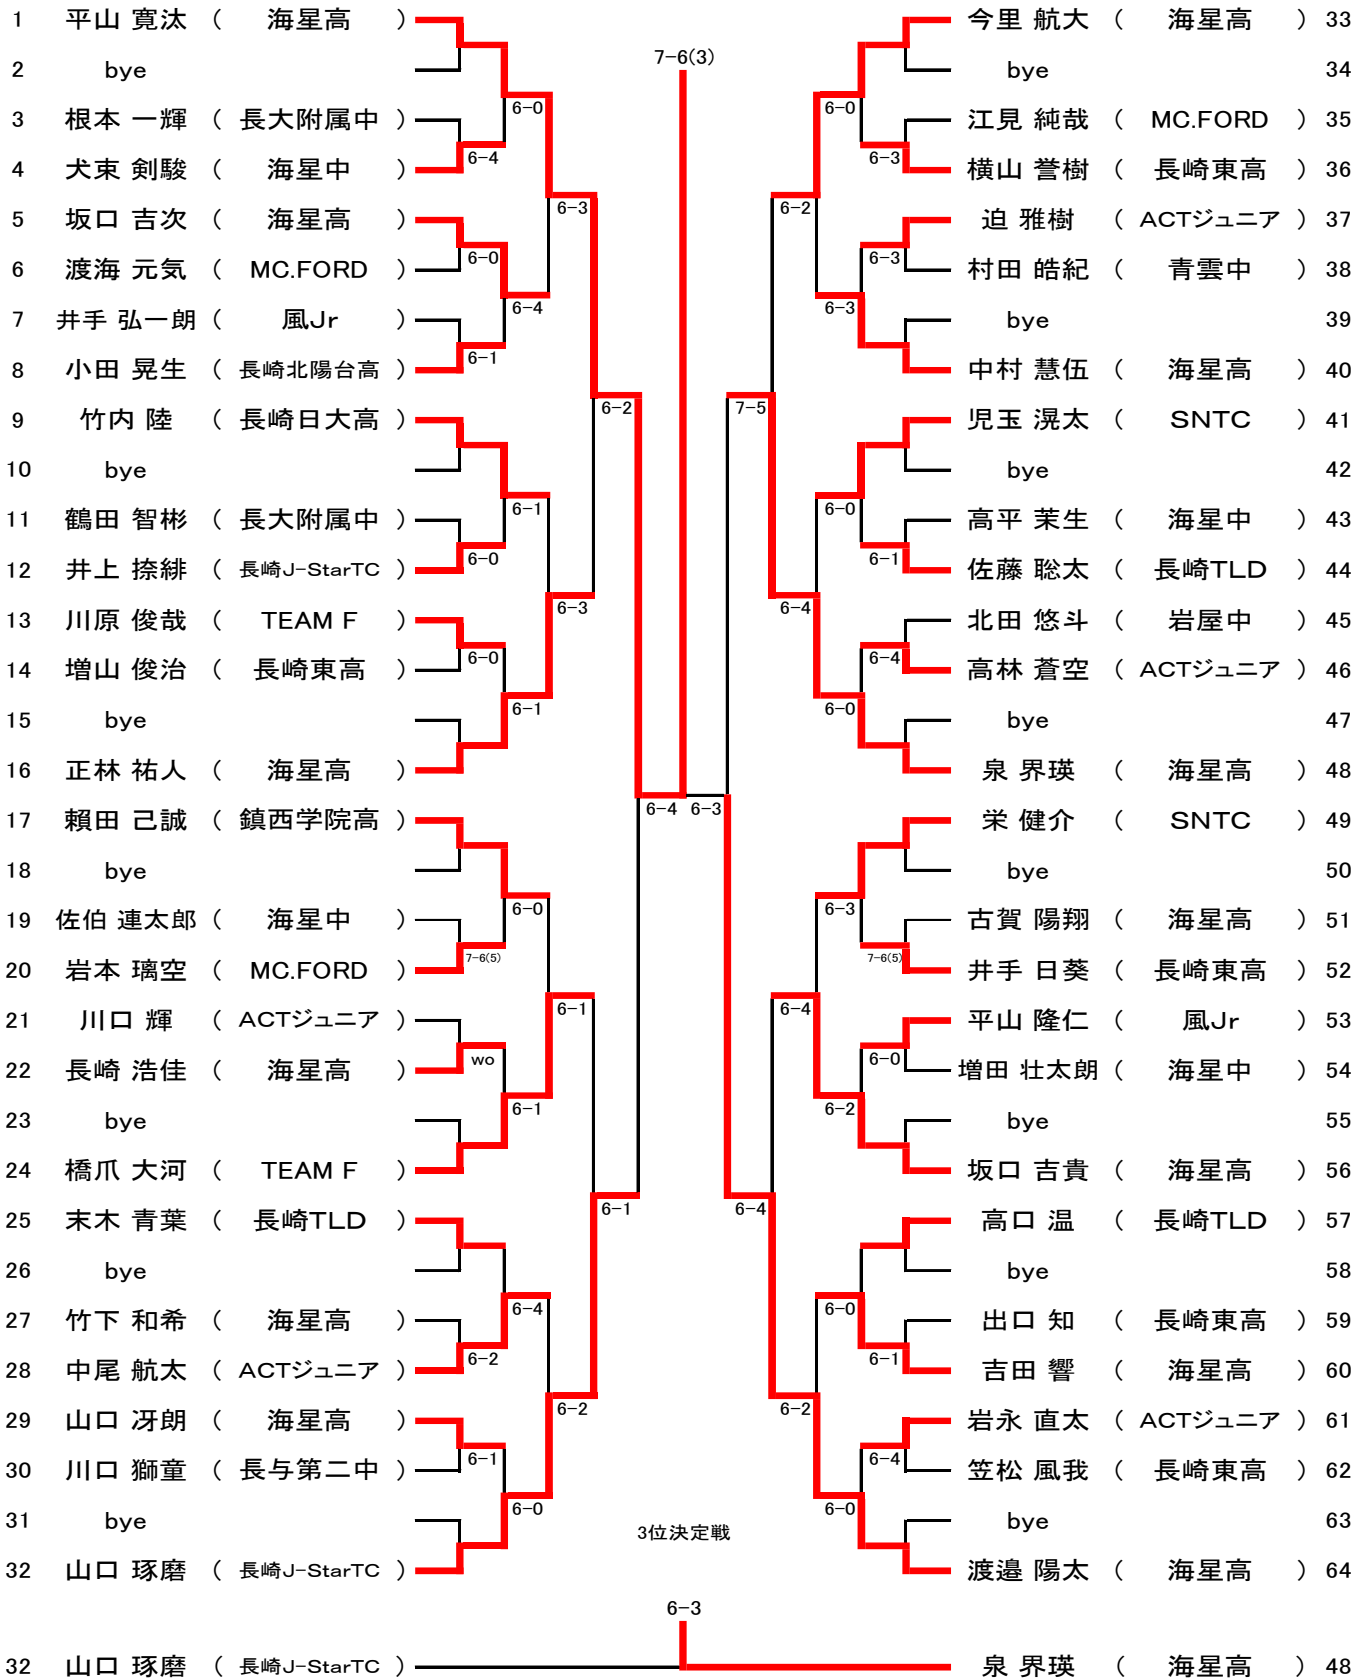 7-6(3)
1 平山 寛汰 ( 海星高 )
2 bye
6-0
3 根本 一輝 ( 長大附属中 )
6-4
4 犬束 剣駿 ( 海星中 )
6-3
5 坂口 吉次 ( 海星高 )
6-0
6 渡海 元気 ( MC.FORD )
6-4
7 井手 弘一朗 ( 風Jr )
6-1
8 小田 晃生 ( 長崎北陽台高 )
6-2
9 竹内 陸 ( 長崎日大高 )
10 bye
6-1
11 鶴田 智彬 ( 長大附属中 )
6-0
12 井上 捺緋 ( 長崎J-StarTC )
6-3
13 川原 俊哉 ( TEAM F )
6-0
14 増山 俊治 ( 長崎東高 )
6-1
15 bye
16 正林 祐人 ( 海星高 )
6-4
17 賴田 己誠 ( 鎮西学院高 )
18 bye
6-0
19 佐伯 連太郎 ( 海星中 )
7-6(5)
20 岩本 璃空 ( MC.FORD )
6-1
21 川口 輝 ( ACTジュニア )
wo
22 長崎 浩佳 ( 海星高 )
6-1
23 bye
24 橋爪 大河 ( TEAM F )
6-1
25 末木 青葉 ( 長崎TLD )
26 bye
6-4
27 竹下 和希 ( 海星高 )
6-2
28 中尾 航太 ( ACTジュニア )
6-2
29 山口 冴朗 ( 海星高 )
6-1
30 川口 獅童 ( 長与第二中 )
6-0
31 bye
32 山口 琢磨 ( 長崎J-StarTC )
今里 航大 ( 海星高 ) 33
bye 34
6-0
江見 純哉 ( MC.FORD ) 35
6-3
横山 誉樹 ( 長崎東高 ) 36
6-2
迫 雅樹 ( ACTジュニア ) 37
6-3
村田 皓紀 ( 青雲中 ) 38
6-3
bye 39
中村 慧伍 ( 海星高 ) 40
7-5
児玉 滉太 ( SNTC ) 41
bye 42
6-0
高平 茉生 ( 海星中 ) 43
6-1
佐藤 聡太 ( 長崎TLD ) 44
6-4
北田 悠斗 ( 岩屋中 ) 45
6-4
高林 蒼空 ( ACTジュニア ) 46
6-0
bye 47
泉 界瑛 ( 海星高 ) 48
6-3
栄 健介 ( SNTC ) 49
bye 50
6-3
古賀 陽翔 ( 海星高 ) 51
7-6(5)
井手 日葵 ( 長崎東高 ) 52
6-4
平山 隆仁 ( 風Jr ) 53
6-0
増田 壮太朗 ( 海星中 ) 54
6-2
bye 55
坂口 吉貴 ( 海星高 ) 56
6-4
高口 温 ( 長崎TLD ) 57
bye 58
6-0
出口 知 ( 長崎東高 ) 59
6-1
吉田 響 ( 海星高 ) 60
6-2
岩永 直太 ( ACTジュニア ) 61
6-4
笠松 風我 ( 長崎東高 ) 62
6-0
bye 63
渡邉 陽太 ( 海星高 ) 64
3位決定戦
6-3
32 山口 琢磨 ( 長崎J-StarTC )
泉 界瑛 ( 海星高 ) 48